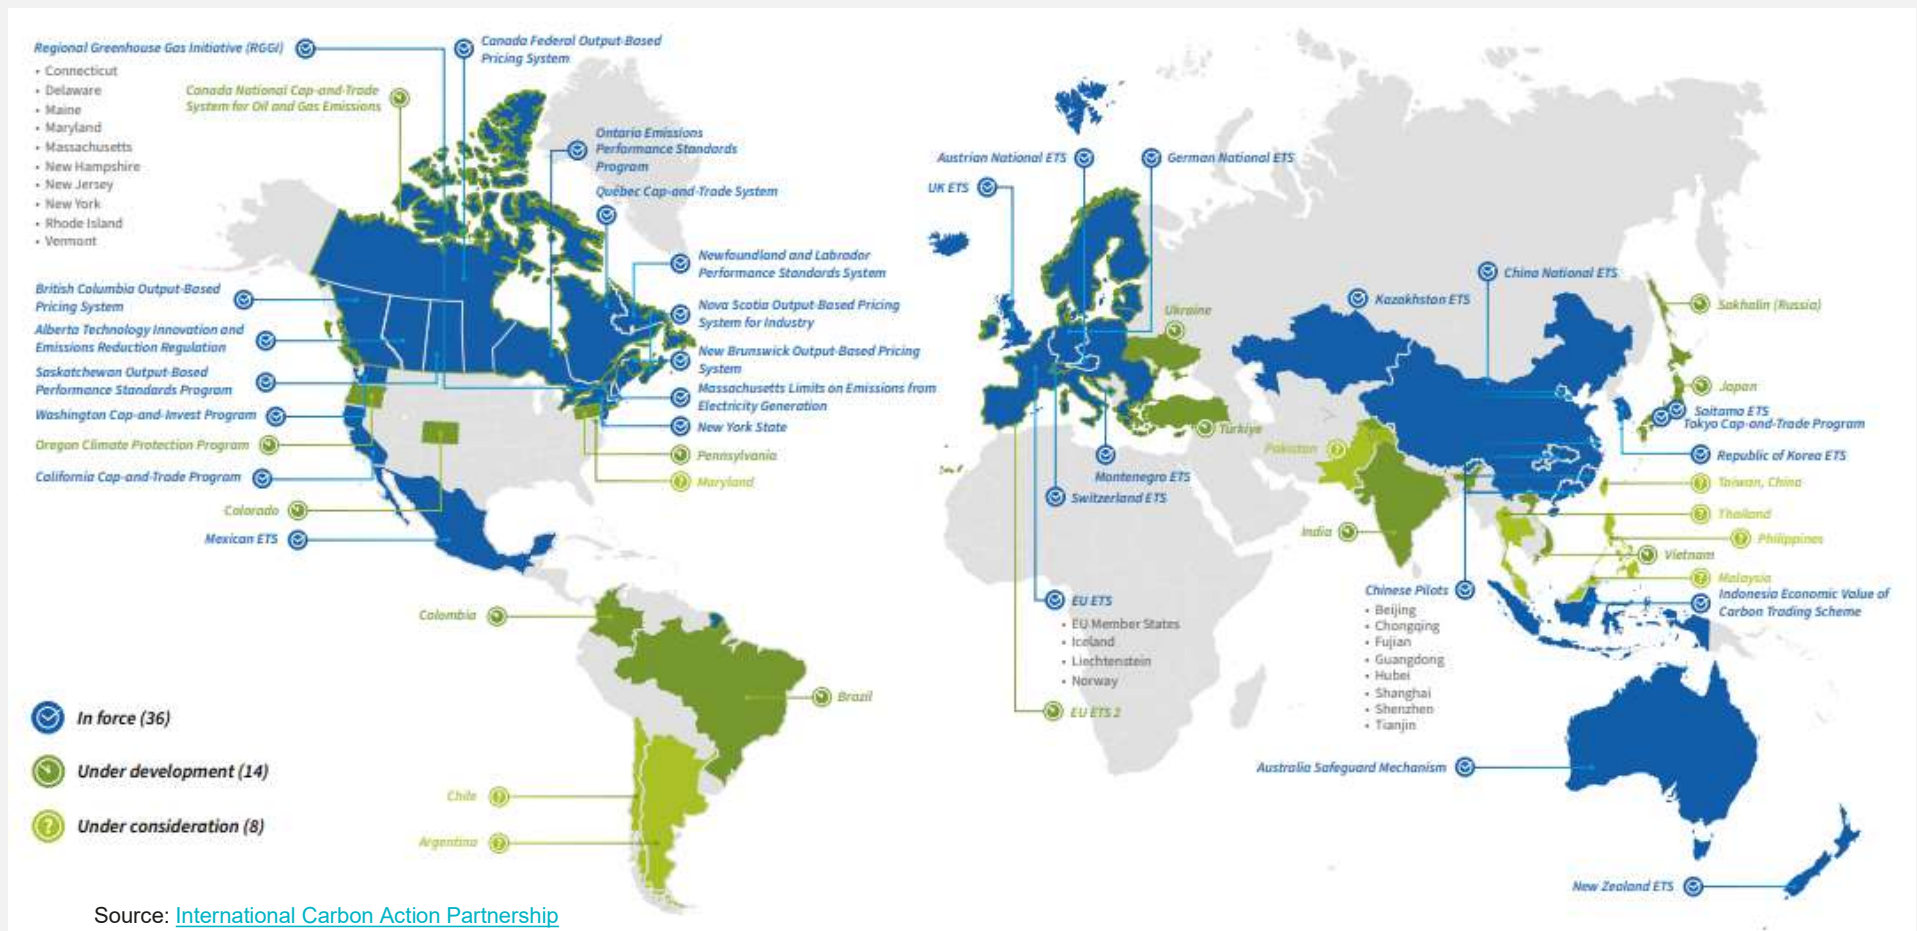 Regional Greenhouse Gas Initiative (RGGI)
• Connecticut
• Delaware
• Maine
• Maryland
• Massachusetts
• New Hampshire
• New Jersey
• New York
• Rhode Island
• Vermont
Canada National Cap-and-Trade
System for Oil and Gas Emissions
Canada Federal Output-Based
Pricing System
Ontario Emissions
Performance Standards
Program
Québec Cap-and-Trade System
Newfoundland and Labrador
Performance Standards System
Nova Scotia Output-Based Pricing
System for Industry
New Brunswick Output-Based Pricing
System
Massachusetts Limits on Emissions from
Electricity Generation
New York State
Pennsylvania
Maryland
British Columbia Output-Based
Pricing System
Alberta Technology Innovation and
Emissions Reduction Regulation
Saskatchewan Output-Based
Performance Standards Program
Washington Cap-and-Invest Program
Oregon Climate Protection Program
California Cap-and-Trade Program
Colorado
Mexican ETS
Colombia
Brazil
Chile
Argentina
Austrian National ETS
German National ETS
UK ETS
Ukraine
Türkiye
Montenegro ETS
Switzerland ETS
EU ETS
• EU Member States
• Iceland
• Liechtenstein
• Norway
EU ETS 2
Kazakhstan ETS
China National ETS
Sakhalin (Russia)
Japan
Saitama ETS
Tokyo Cap-and-Trade Program
Republic of Korea ETS
Pakistan
India
Taiwan, China
Thailand
Philippines
Vietnam
Malaysia
Indonesia Economic Value of
Carbon Trading Scheme
Chinese Pilots
• Beijing
• Chongqing
• Fujian
• Guangdong
• Hubei
• Shanghai
• Shenzhen
• Tianjin
Australia Safeguard Mechanism
New Zealand ETS
In force (36)
Under development (14)
? Under consideration (8)
Source: International Carbon Action Partnership